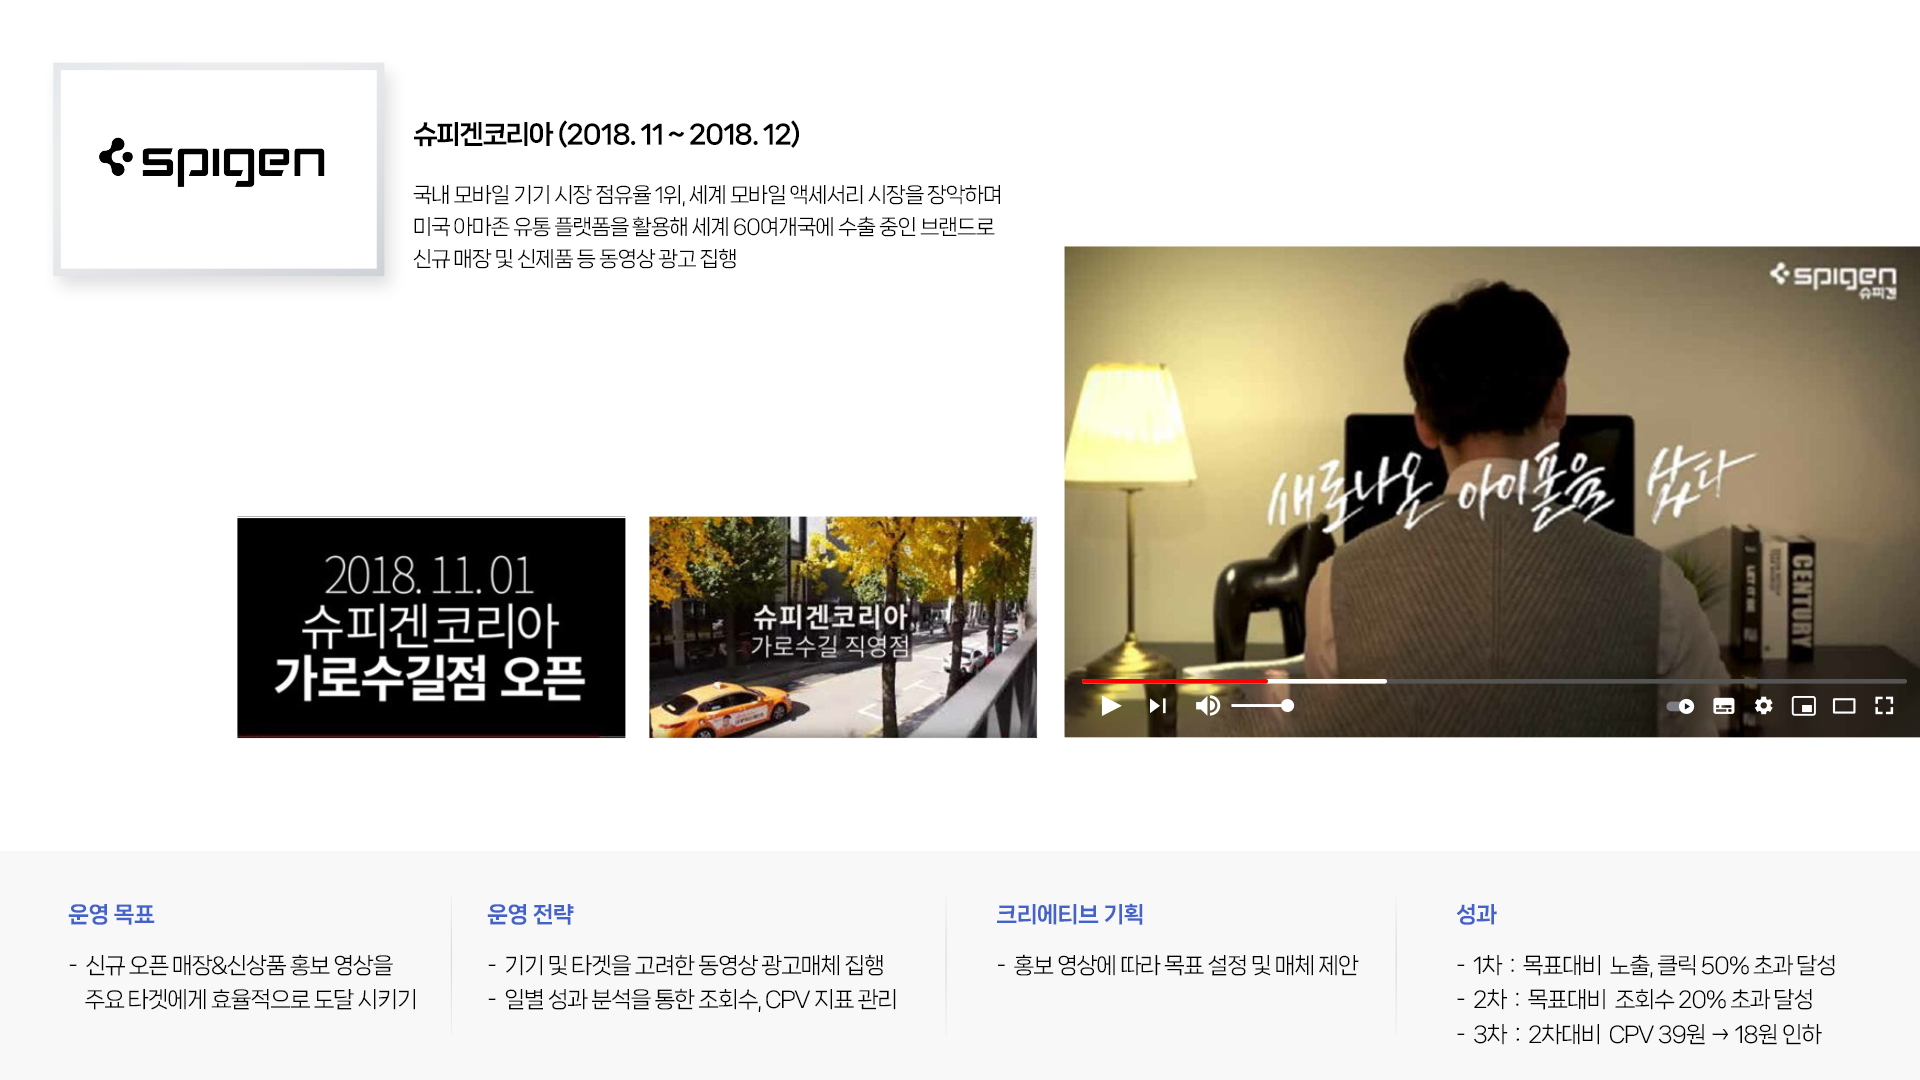 spigen
슈피겐코리아 (2018. 11 ~ 2018. 12)
국내 모바일 기기 시장 점유율 1위, 세계 모바일 액세서리 시장을 장악하며
미국 아마존 유통 플랫폼을 활용해 세계 60여개국에 수출 중인 브랜드로
신규 매장 및 신제품 등 동영상 광고 집행
spigen
슈피겐
새로나온 아이폰을 샀다
CENTURY
2018. 11. 01
슈피겐코리아
가로수길점 오픈
슈피겐코리아
가로수길 직영점
운영 목표
- 신규 오픈 매장&신상품 홍보 영상을
주요 타겟에게 효율적으로 도달 시키기
운영 전략
- 기기 및 타겟을 고려한 동영상 광고매체 집행
- 일별 성과 분석을 통한 조회수, CPV 지표 관리
크리에티브 기획
- 홍보 영상에 따라 목표 설정 및 매체 제안
성과
- 1차 : 목표대비 노출, 클릭 50% 초과 달성
- 2차 : 목표대비 조회수 20% 초과 달성
- 3차 : 2차대비 CPV 39원 → 18원 인하